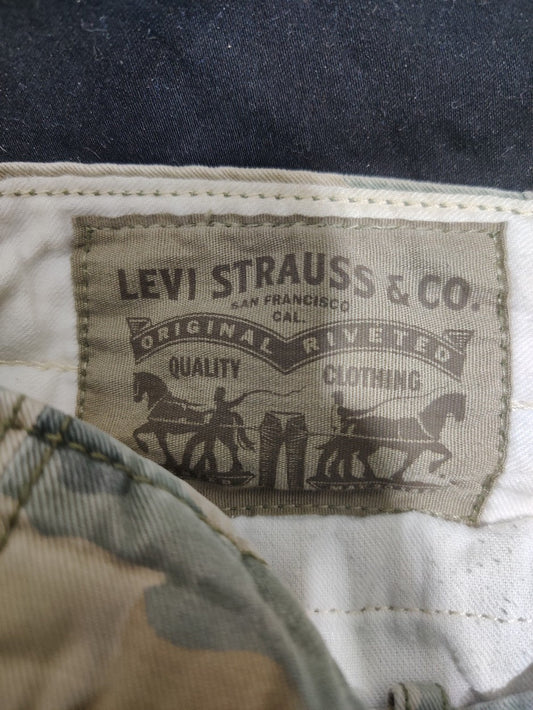 LEVI STRAUSS & CO.
SAN FRANCISCO
CAL.
ORIGINAL RIVETED
QUALITY CLOTHING